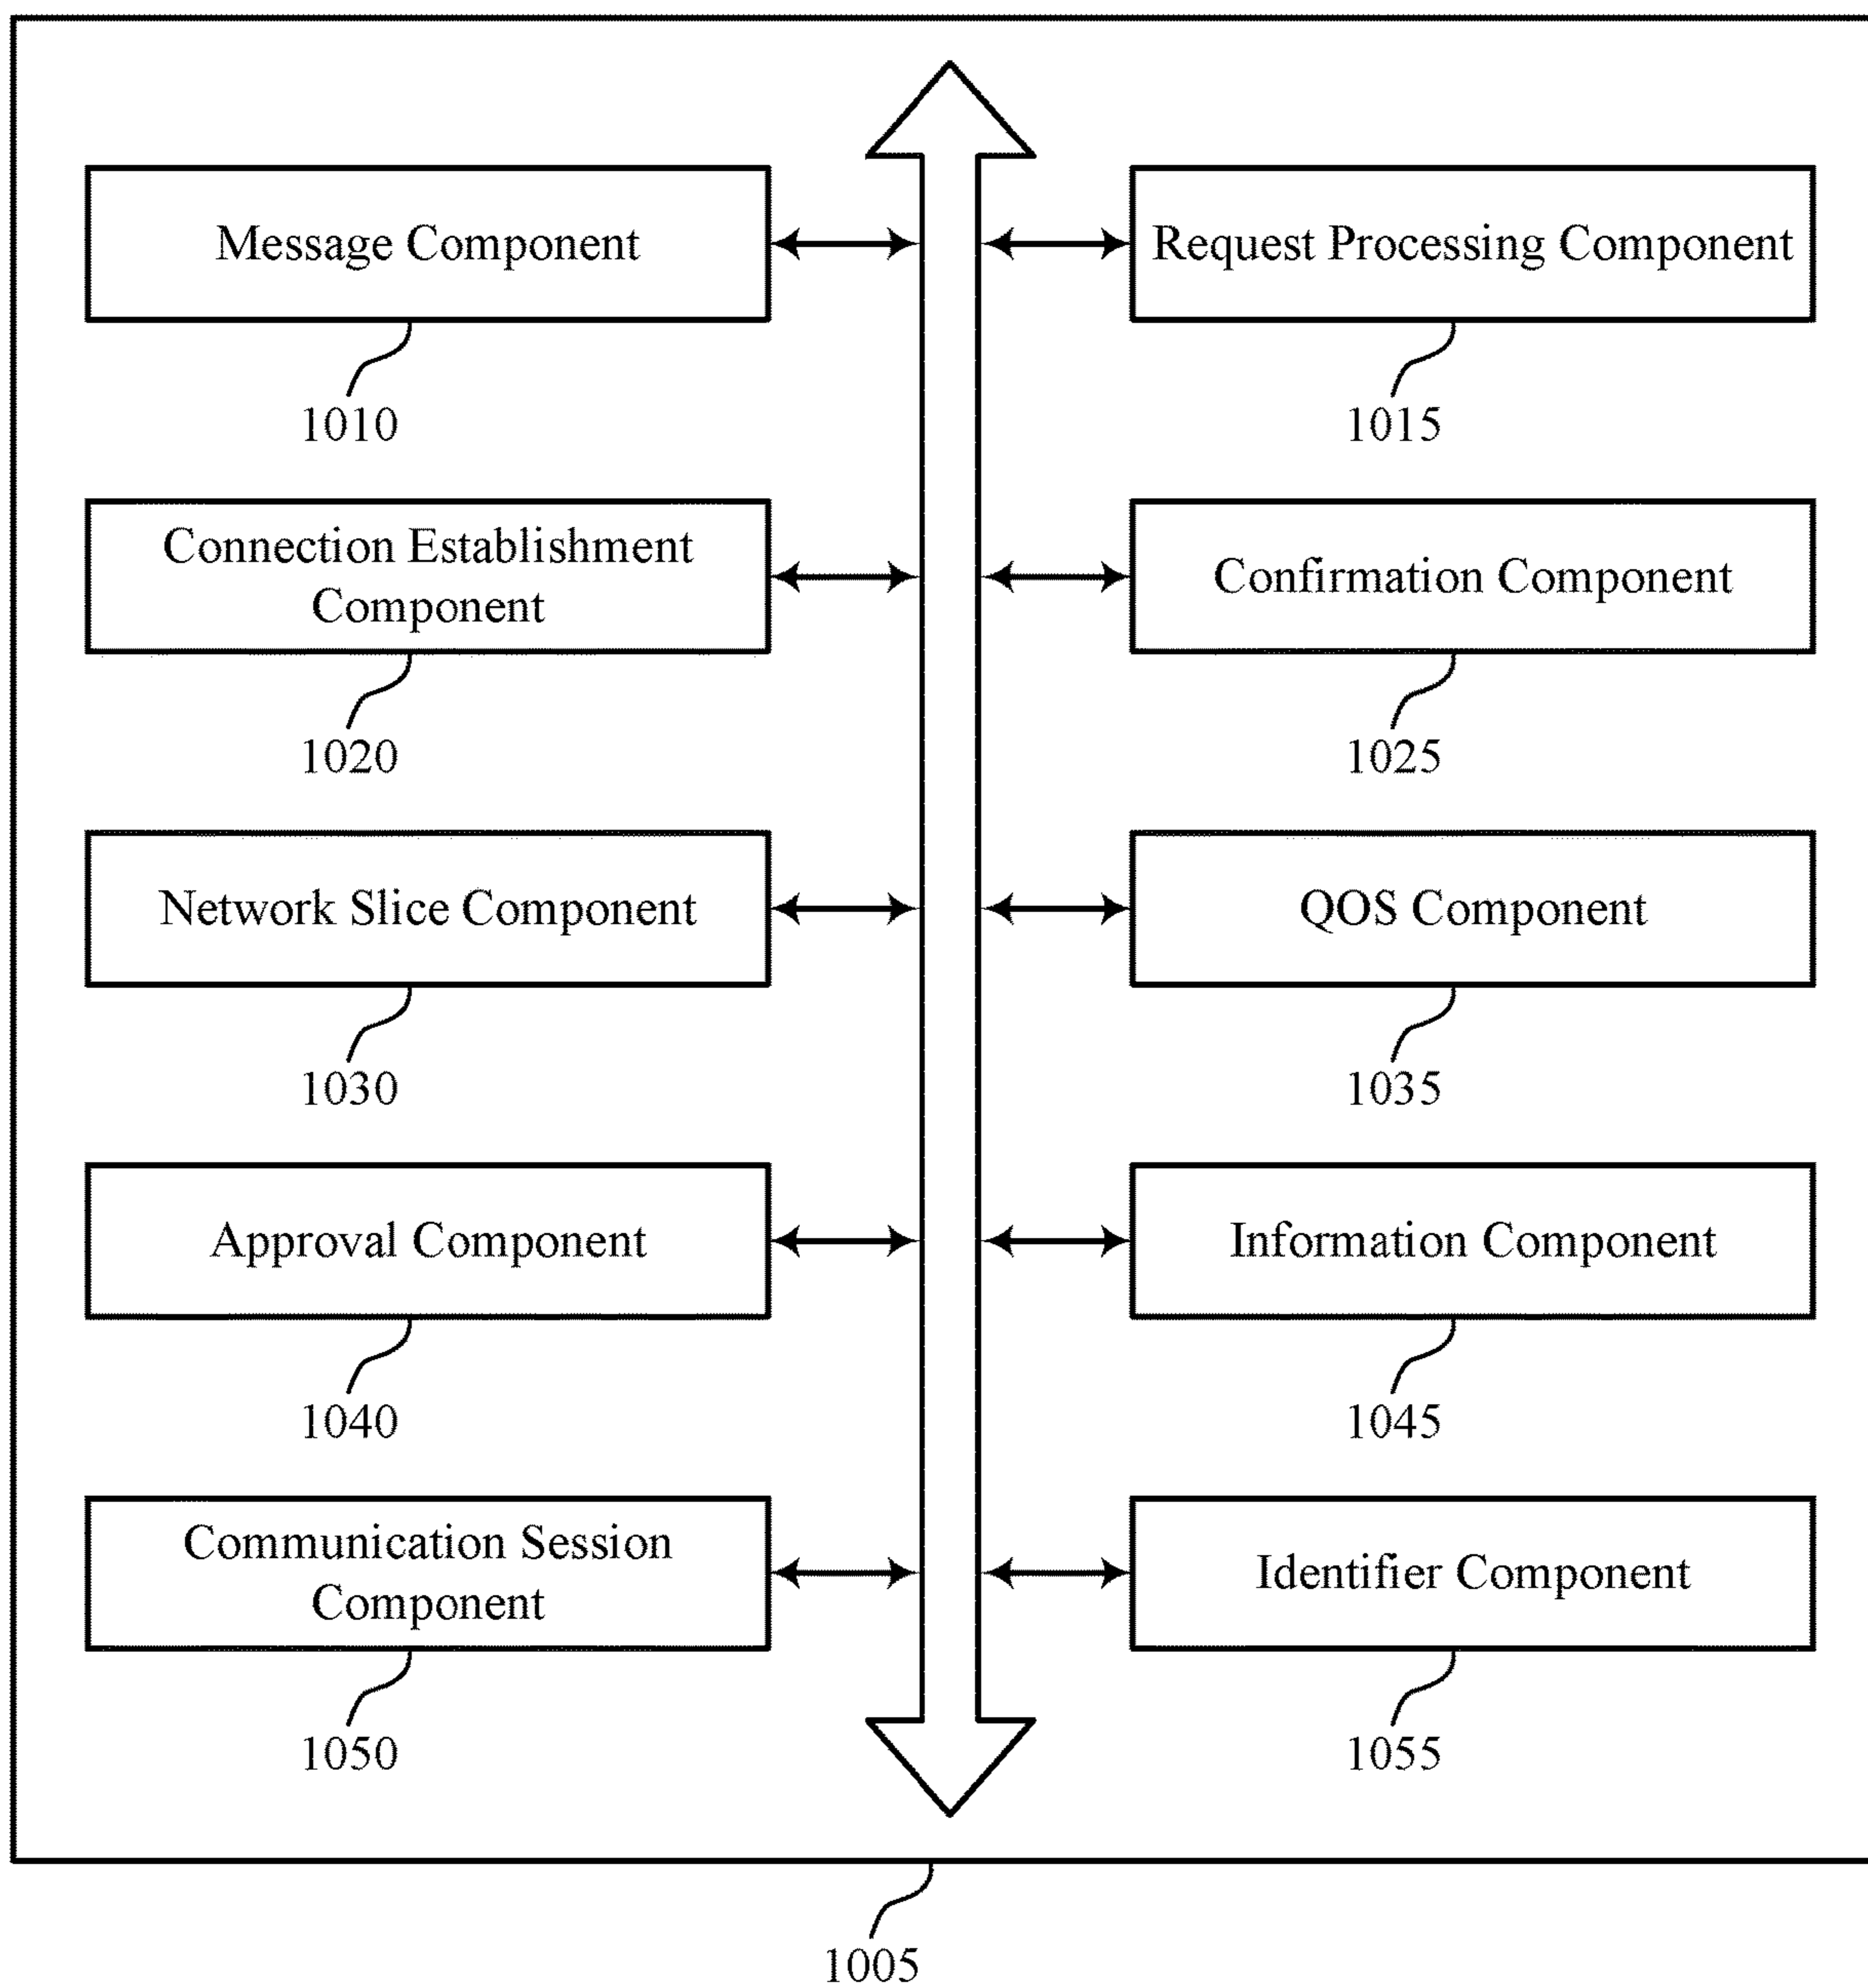 Message Component
Request Processing Component
1010
1015
Connection Establishment
Component
Confirmation Component
1020
1025
Network Slice Component
QOS Component
1030
1035
Approval Component
Information Component
1040
1045
Communication Session
Component
Identifier Component
1050
1055
1005